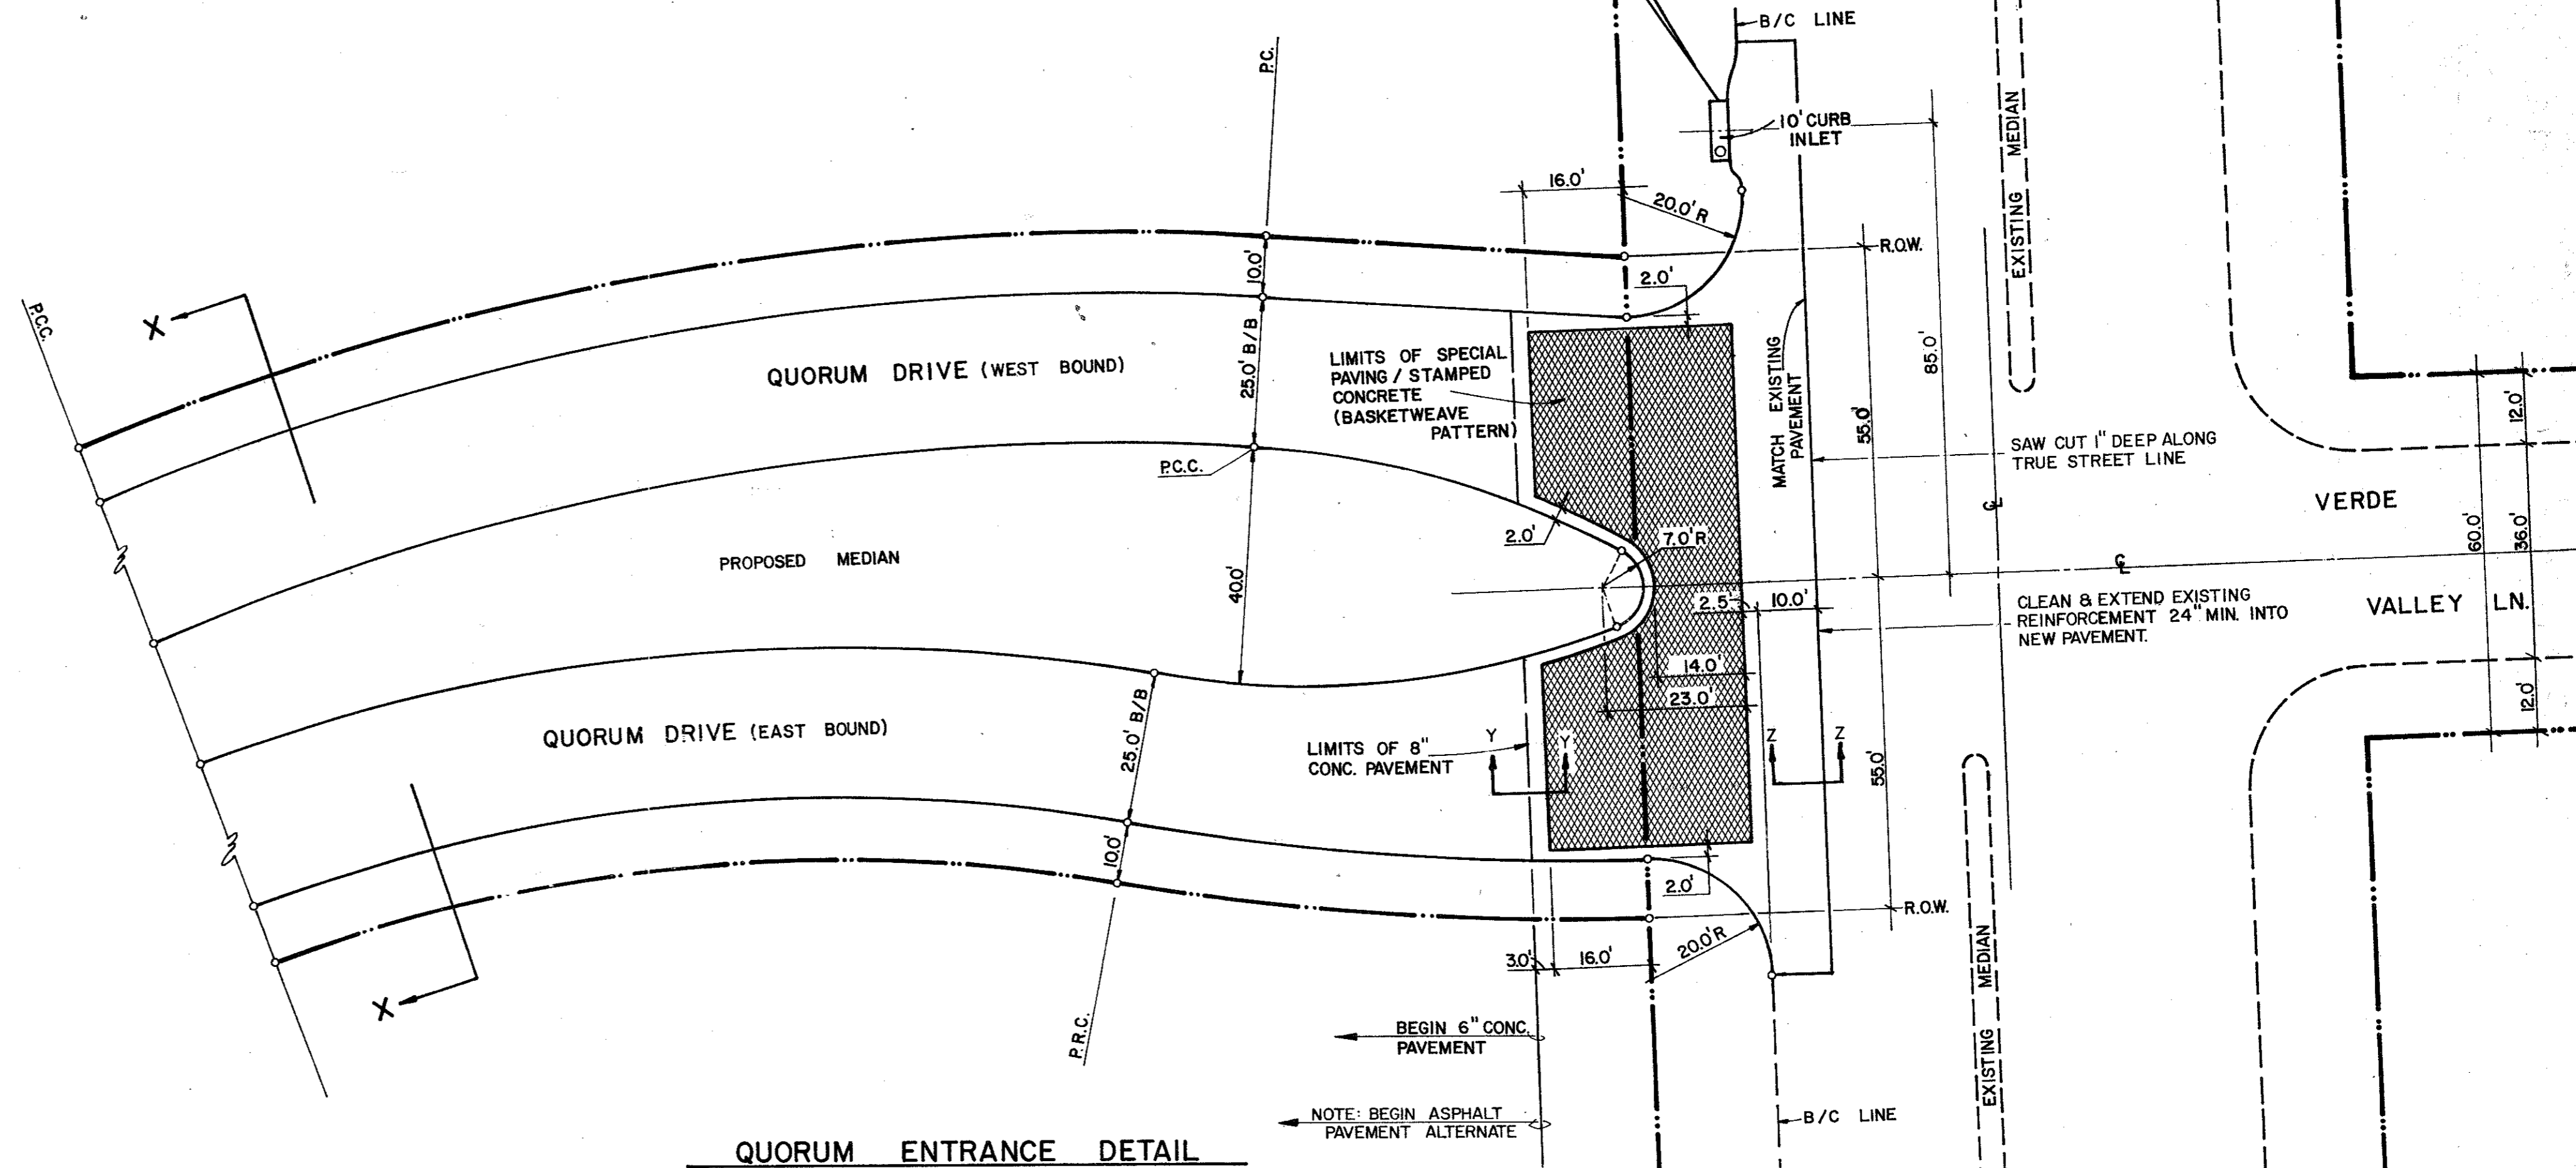 B/C LINE
P.C.
10' CURB
INLET
EXISTING MEDIAN
16.0'
20.0' R
R.O.W.
P.C.C.
X
10.0'
2.0'
85.0'
QUORUM DRIVE (WEST BOUND)
25.0' B/B
LIMITS OF SPECIAL
PAVING / STAMPED
CONCRETE
(BASKETWEAVE
PATTERN)
MATCH EXISTING
PAVEMENT
55.0'
12.0'
SAW CUT 1" DEEP ALONG
TRUE STREET LINE
P.C.C.
VERDE
℄
2.0'
7.0' R
60.0'
36.0'
PROPOSED MEDIAN
40.0'
℄
2.5'
10.0'
CLEAN & EXTEND EXISTING
REINFORCEMENT 24" MIN. INTO
NEW PAVEMENT.
VALLEY LN.
14.0'
23.0'
12.0'
QUORUM DRIVE (EAST BOUND)
25.0' B/B
LIMITS OF 8"
CONC. PAVEMENT
Y
Y
Z
Z
55.0'
10.0'
2.0'
R.O.W.
20.0' R
3.0'
16.0'
X
EXISTING MEDIAN
P.R.C.
BEGIN 6" CONC.
PAVEMENT
NOTE: BEGIN ASPHALT
PAVEMENT ALTERNATE
B/C LINE
QUORUM ENTRANCE DETAIL